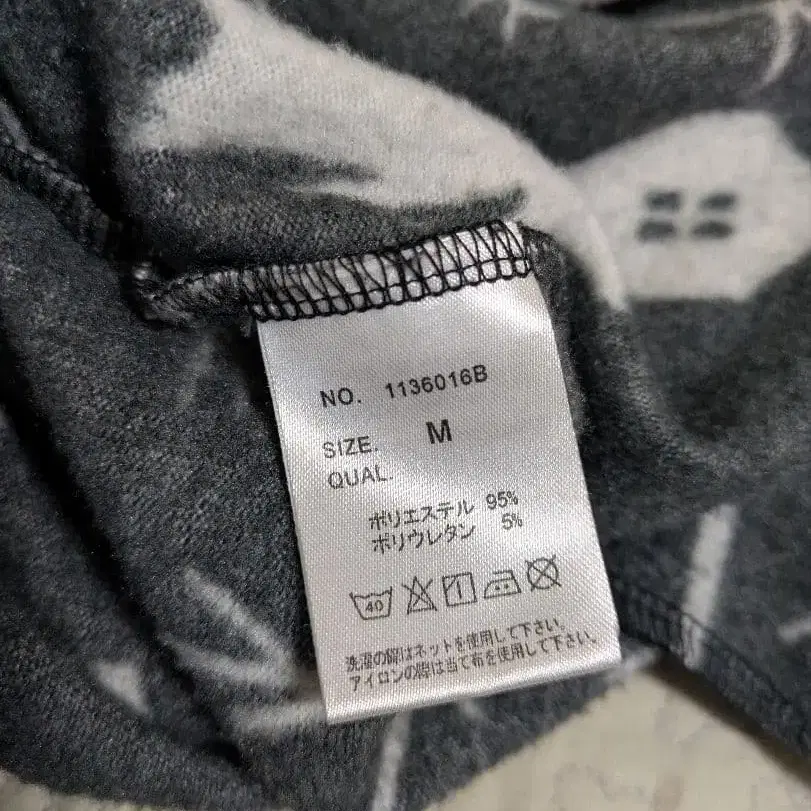 NO. 1136016B
SIZE. M
QUAL.
ポリエステル 95%
ポリウレタン 5%
40
洗濯の際はネットを使用して下さい。
アイロンの際は当て布を使用して下さい。